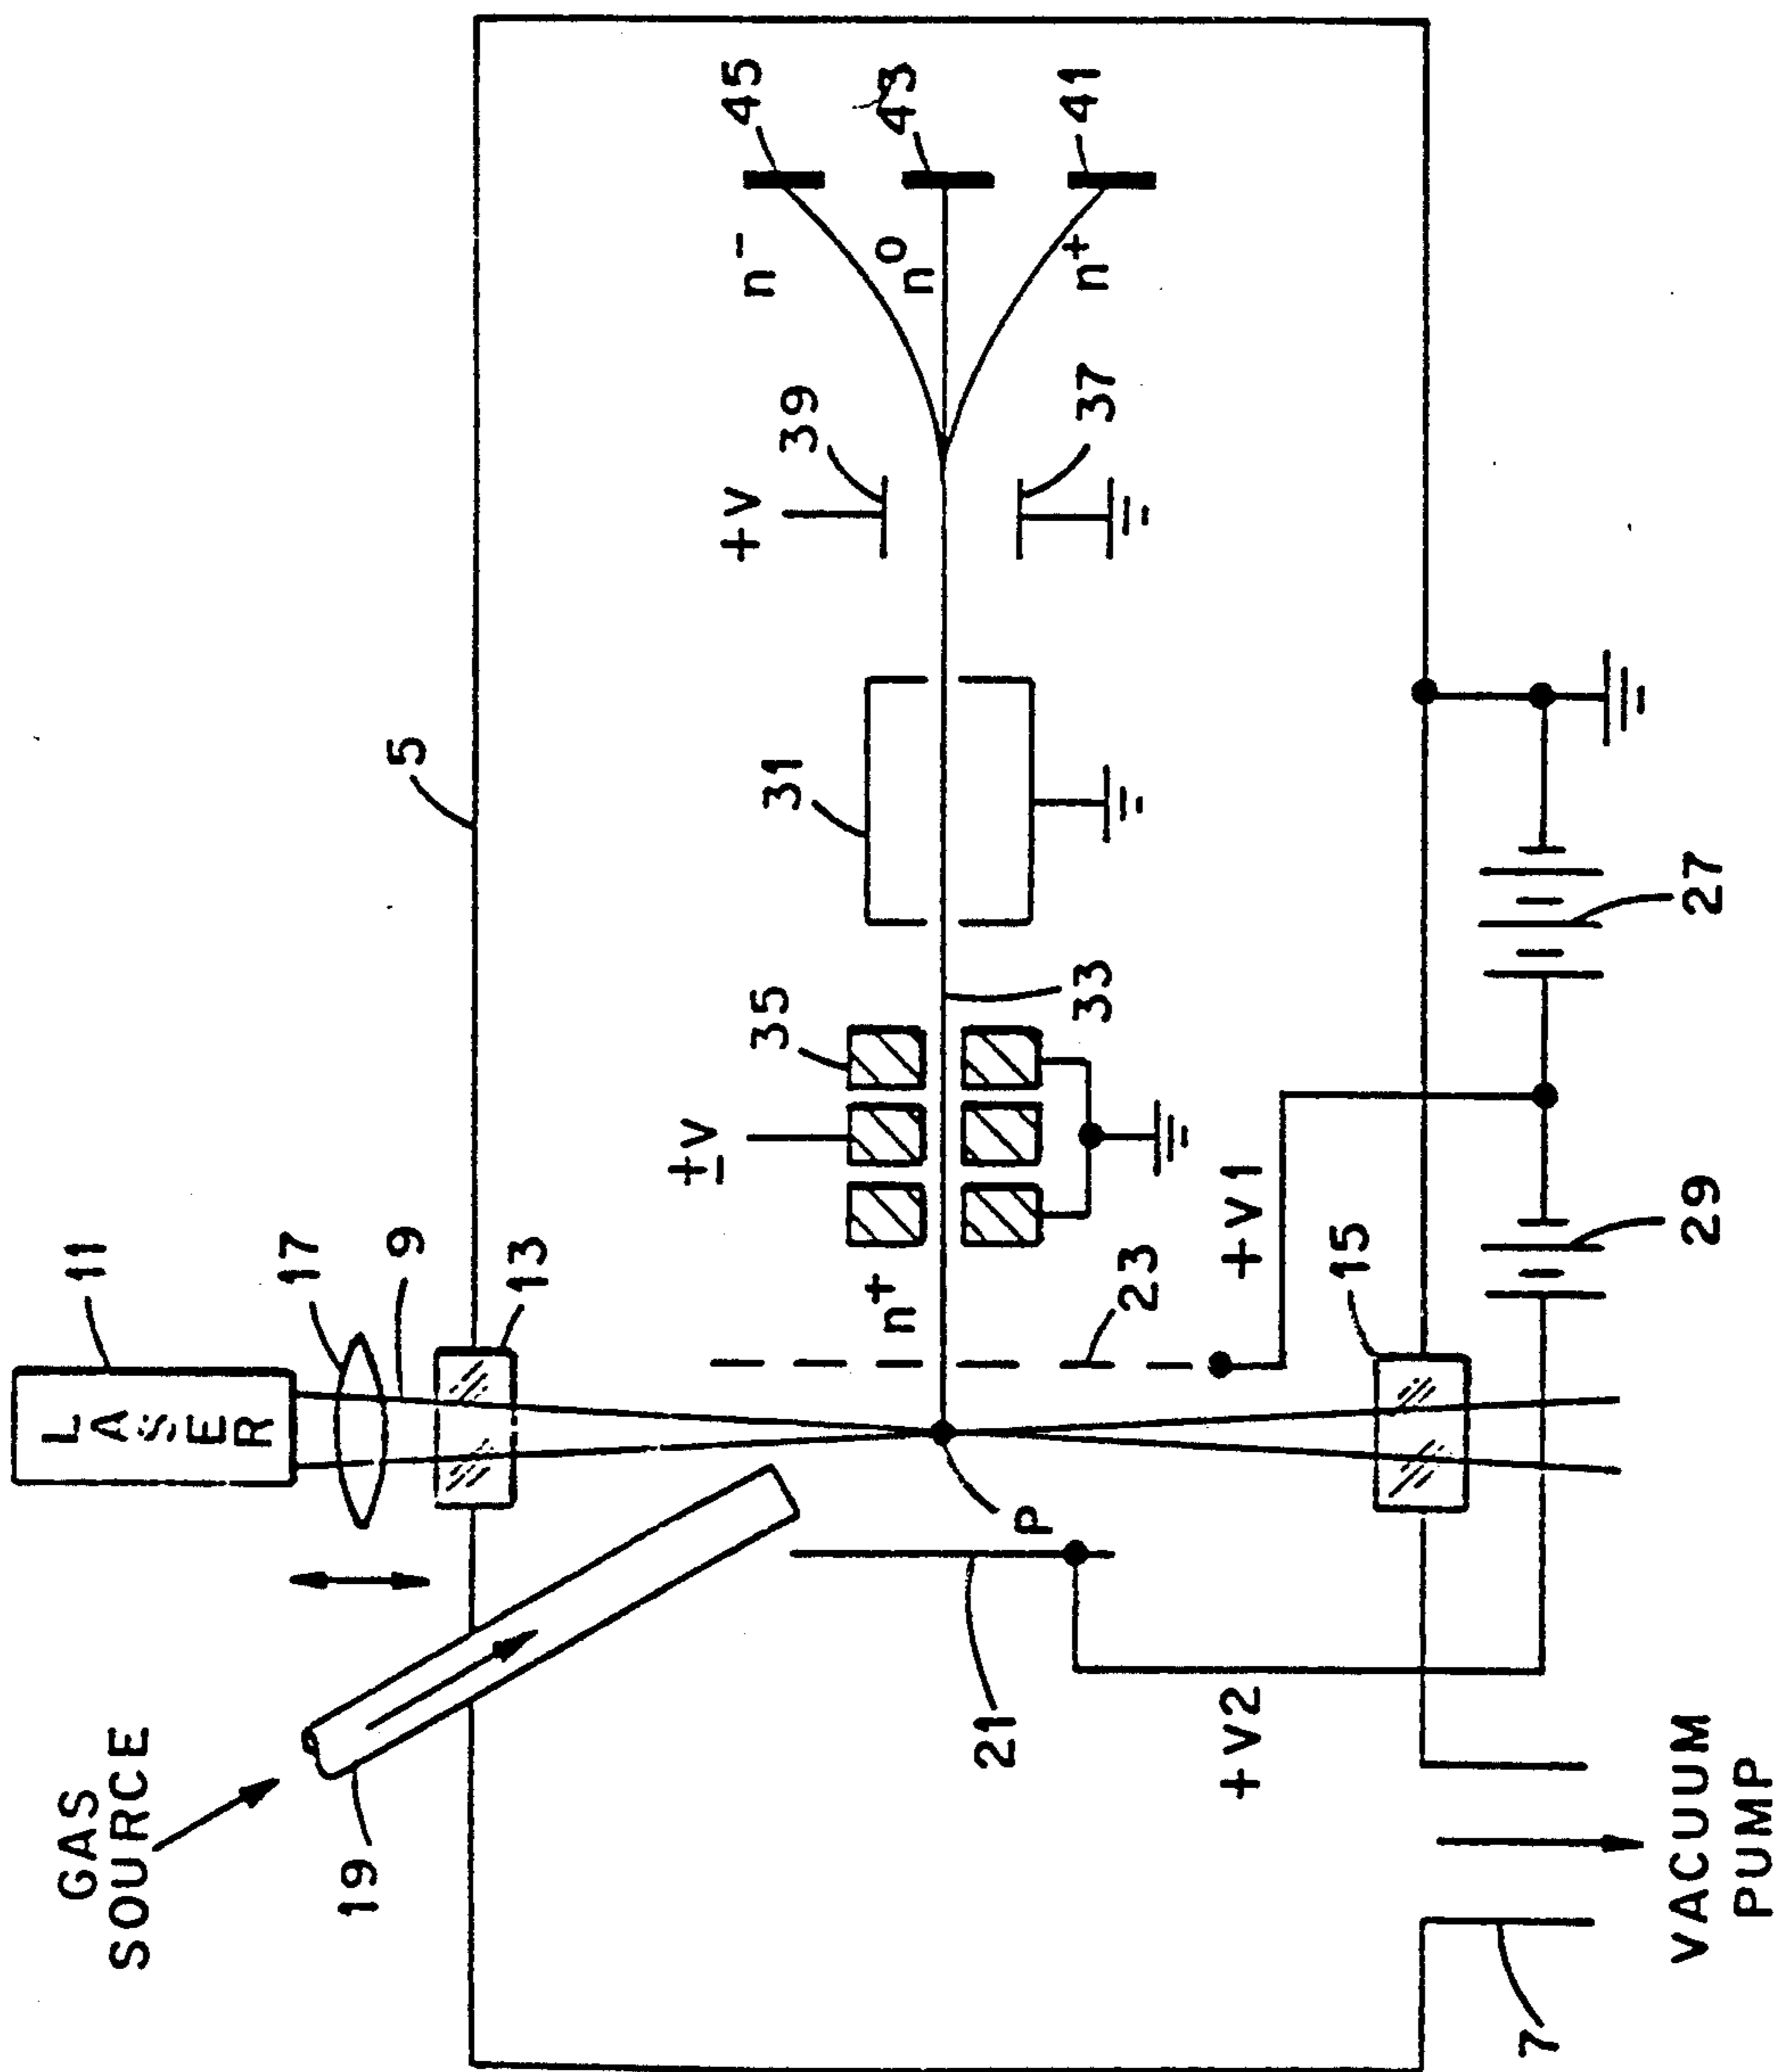 GAS
SOURCE
19
LASER
11
17
9
13
5
45
43
41
n⁻
n⁰
n⁺
39
+V
37
31
35
33
±V
n⁺
23
+V1
P
21
+V2
15
29
27
7
VACUUM
PUMP